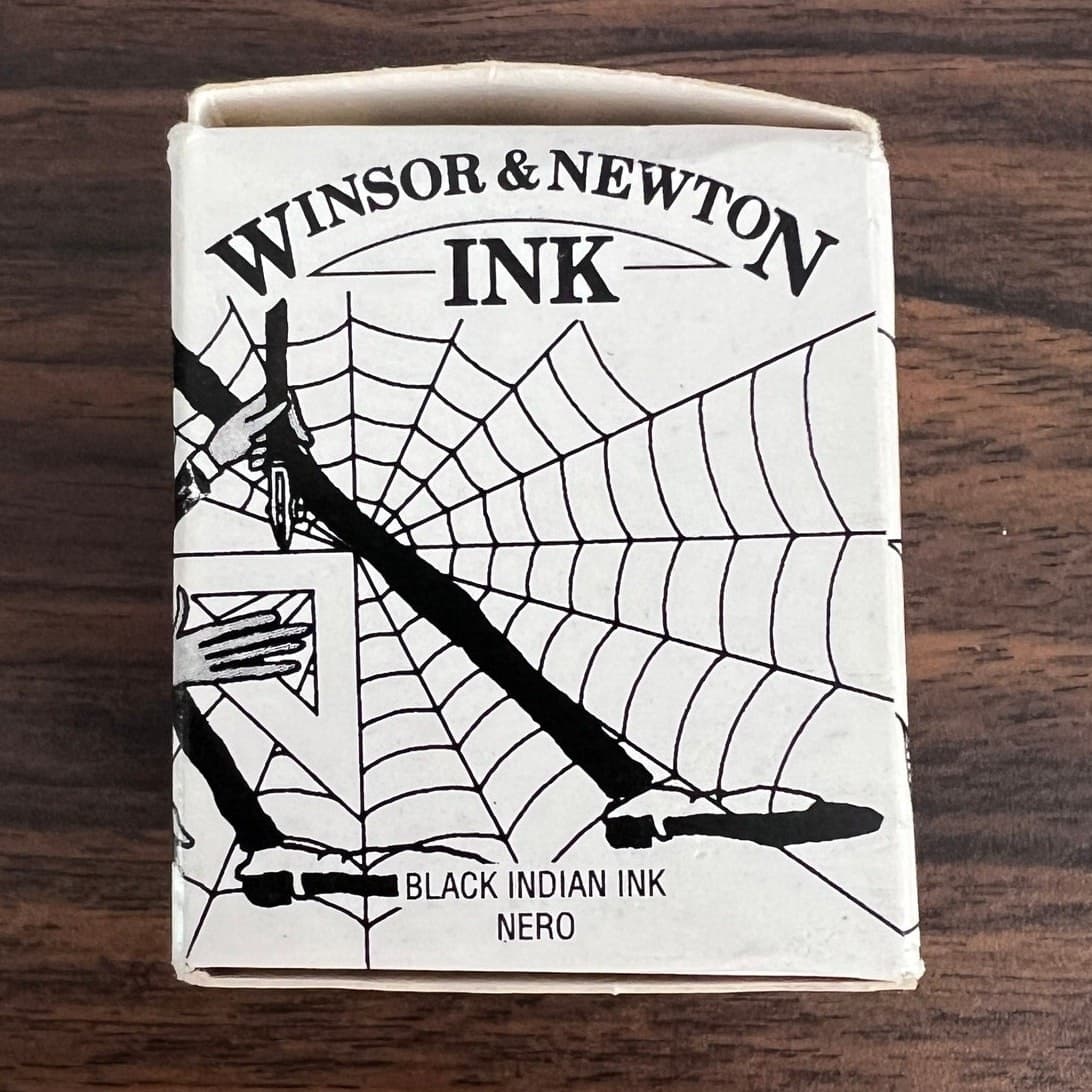 WINSOR & NEWTON
INK
BLACK INDIAN INK
NERO